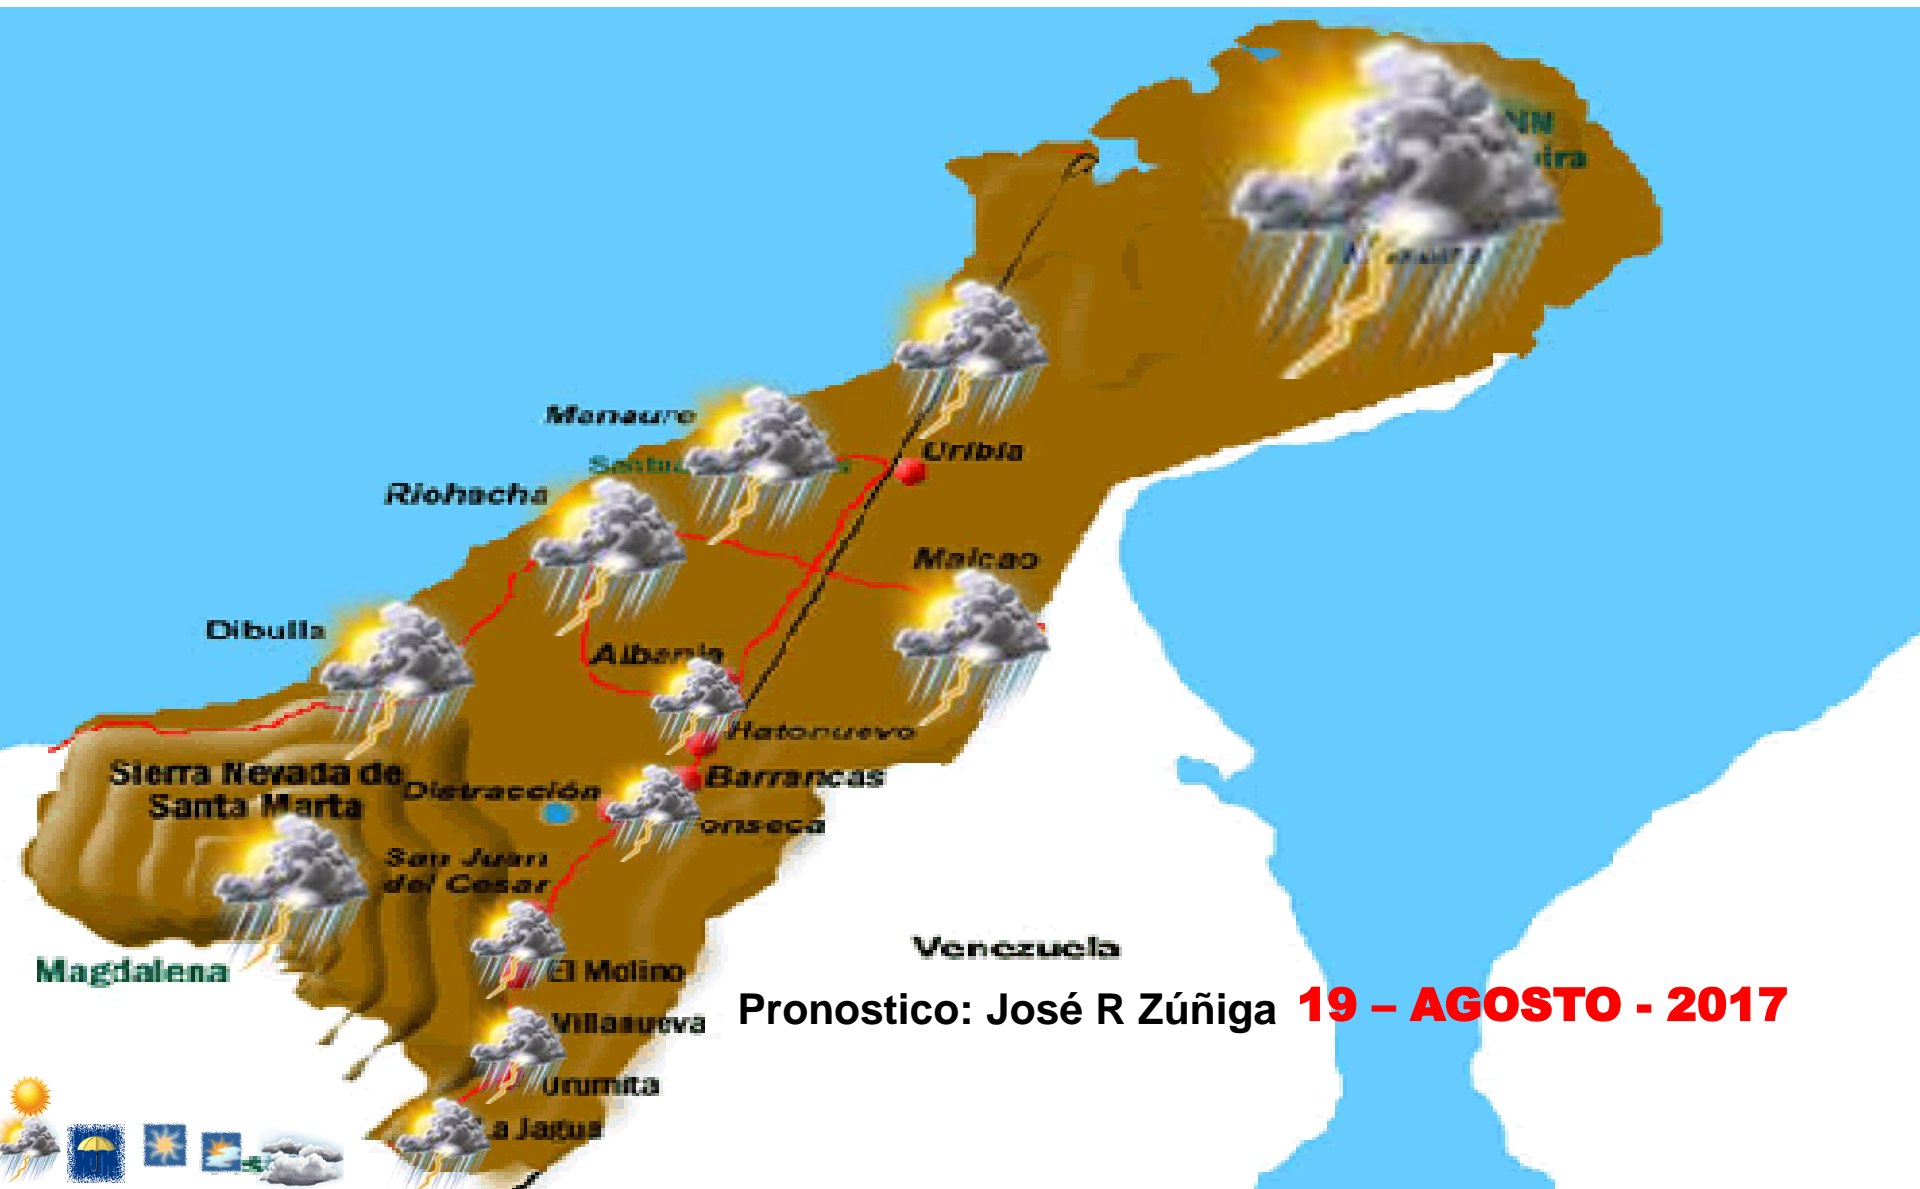 Manaure
Uribia
Riohacha
Maicao
Dibulla
Albania
Hatonuevo
Sierra Nevada de
Santa Marta
Distracción
Barrancas
onseca
San Juan
del Cesar
Venezuela
Magdalena
El Molino
Pronostico: José R Zúñiga 19 – AGOSTO - 2017
Villanueva
Urumita
La Jagua